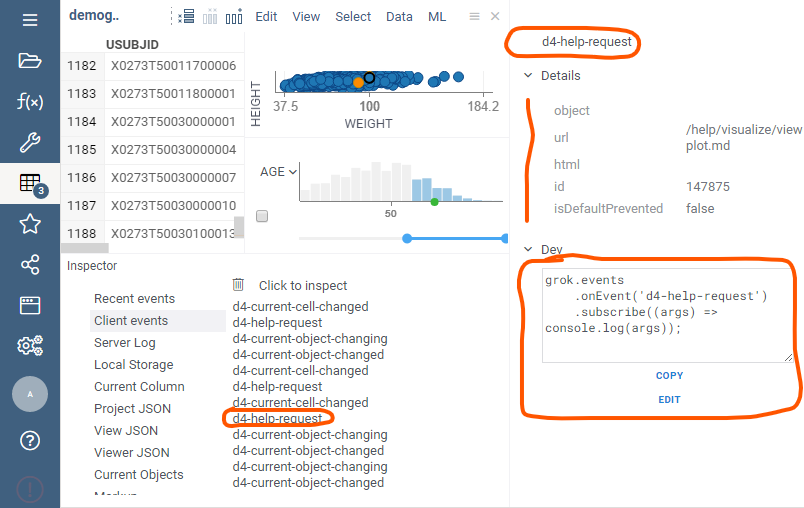 demog..
Edit View Select Data ML
USUBJID
1182 X0273T50011700006
1183 X0273T50011800001
1184 X0273T50030000001
1185 X0273T50030000004
1186 X0273T50030000007
1187 X0273T50030000010
1188 X0273T50030100013
HEIGHT
37.5 100 184.2
WEIGHT
AGE
50
f(x)
3
A
Inspector
Recent events
Client events
Server Log
Local Storage
Current Column
Project JSON
View JSON
Viewer JSON
Current Objects
Click to inspect
d4-current-cell-changed
d4-help-request
d4-current-object-changing
d4-current-object-changed
d4-current-cell-changed
d4-help-request
d4-current-cell-changed
d4-help-request
d4-current-object-changing
d4-current-object-changed
d4-current-object-changing
d4-current-object-changed
d4-help-request
Details
object
url /help/visualize/view
plot.md
html
id 147875
isDefaultPrevented false
Dev
grok.events
.onEvent('d4-help-request')
.subscribe((args) =>
console.log(args));
COPY
EDIT